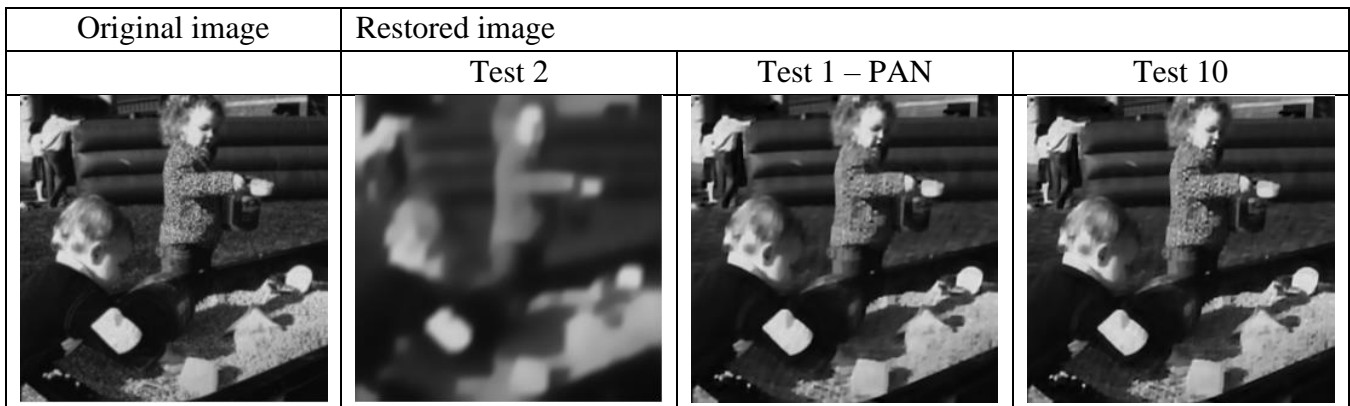 Original image
Restored image
Test 2
Test 1 – PAN
Test 10